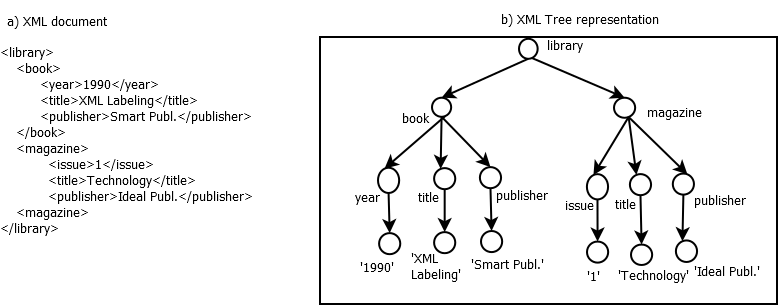 a) XML document
<library>
<book>
<year>1990</year>
<title>XML Labeling</title>
<publisher>Smart Publ.</publisher>
</book>
<magazine>
<issue>1</issue>
<title>Technology</title>
<publisher>Ideal Publ.</publisher>
<magazine>
</library>
b) XML Tree representation
library
book
magazine
year
title
publisher
issue
title
publisher
'1990'
'XML
Labeling'
'Smart Publ.'
'1'
'Technology'
'Ideal Publ.'